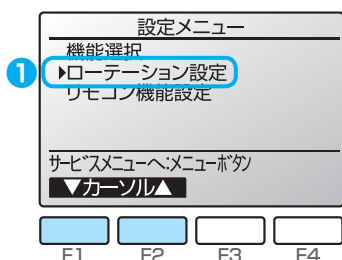 設定メニュー
機能選択
❶ ▶ローテーション設定
リモコン機能設定
サービスメニューへ:メニューボタン
▼カーソル▲
F1 F2 F3 F4